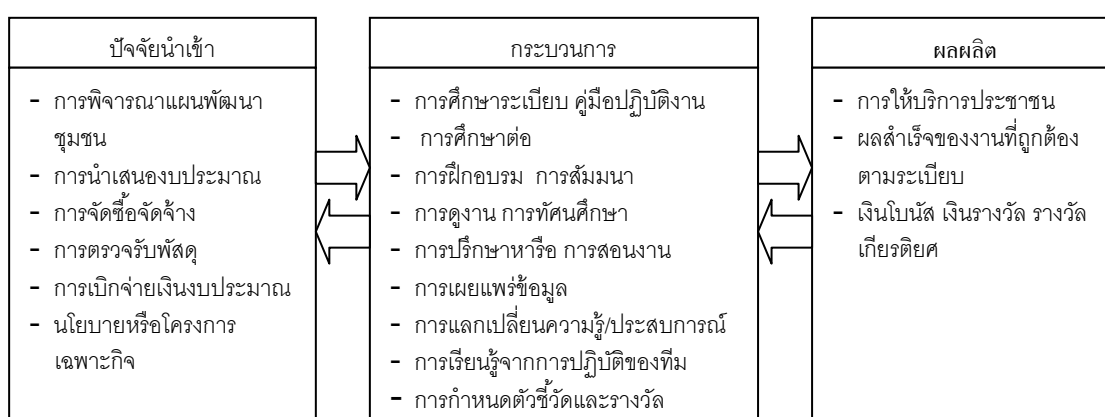 ปัจจัยนำเข้า
- การพิจารณาแผนพัฒนา
ชุมชน
- การนำเสนองบประมาณ
- การจัดซื้อจัดจ้าง
- การตรวจรับพัสดุ
- การเบิกจ่ายเงินงบประมาณ
- นโยบายหรือโครงการ
เฉพาะกิจ
กระบวนการ
- การศึกษาระเบียบ คู่มือปฏิบัติงาน
- การศึกษาต่อ
- การฝึกอบรม การสัมมนา
- การดูงาน การทัศนศึกษา
- การปรึกษาหารือ การสอนงาน
- การเผยแพร่ข้อมูล
- การแลกเปลี่ยนความรู้/ประสบการณ์
- การเรียนรู้จากการปฏิบัติของทีม
- การกำหนดตัวชี้วัดและรางวัล
ผลผลิต
- การให้บริการประชาชน
- ผลสำเร็จของงานที่ถูกต้อง
ตามระเบียบ
- เงินโบนัส เงินรางวัล รางวัล
เกียรติยศ